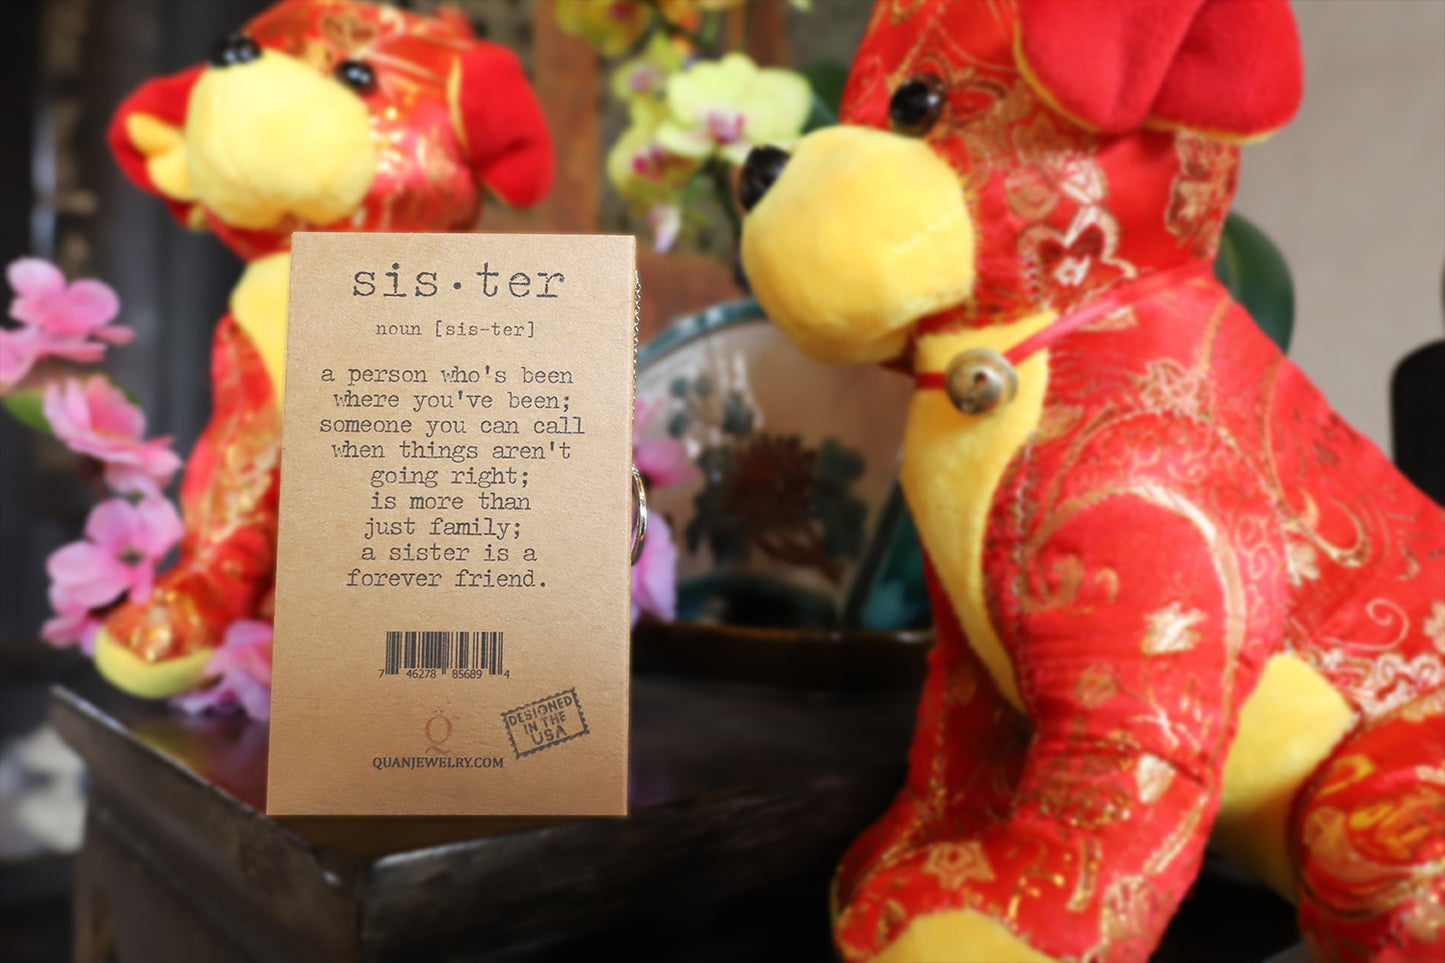 sis·ter
noun [sis-ter]
a person who's been
where you've been;
someone you can call
when things aren't
going right;
is more than
just family;
a sister is a
forever friend.
7 46278 85689 4
DESIGNED
IN THE
USA
Q
QUANJEWELRY.COM